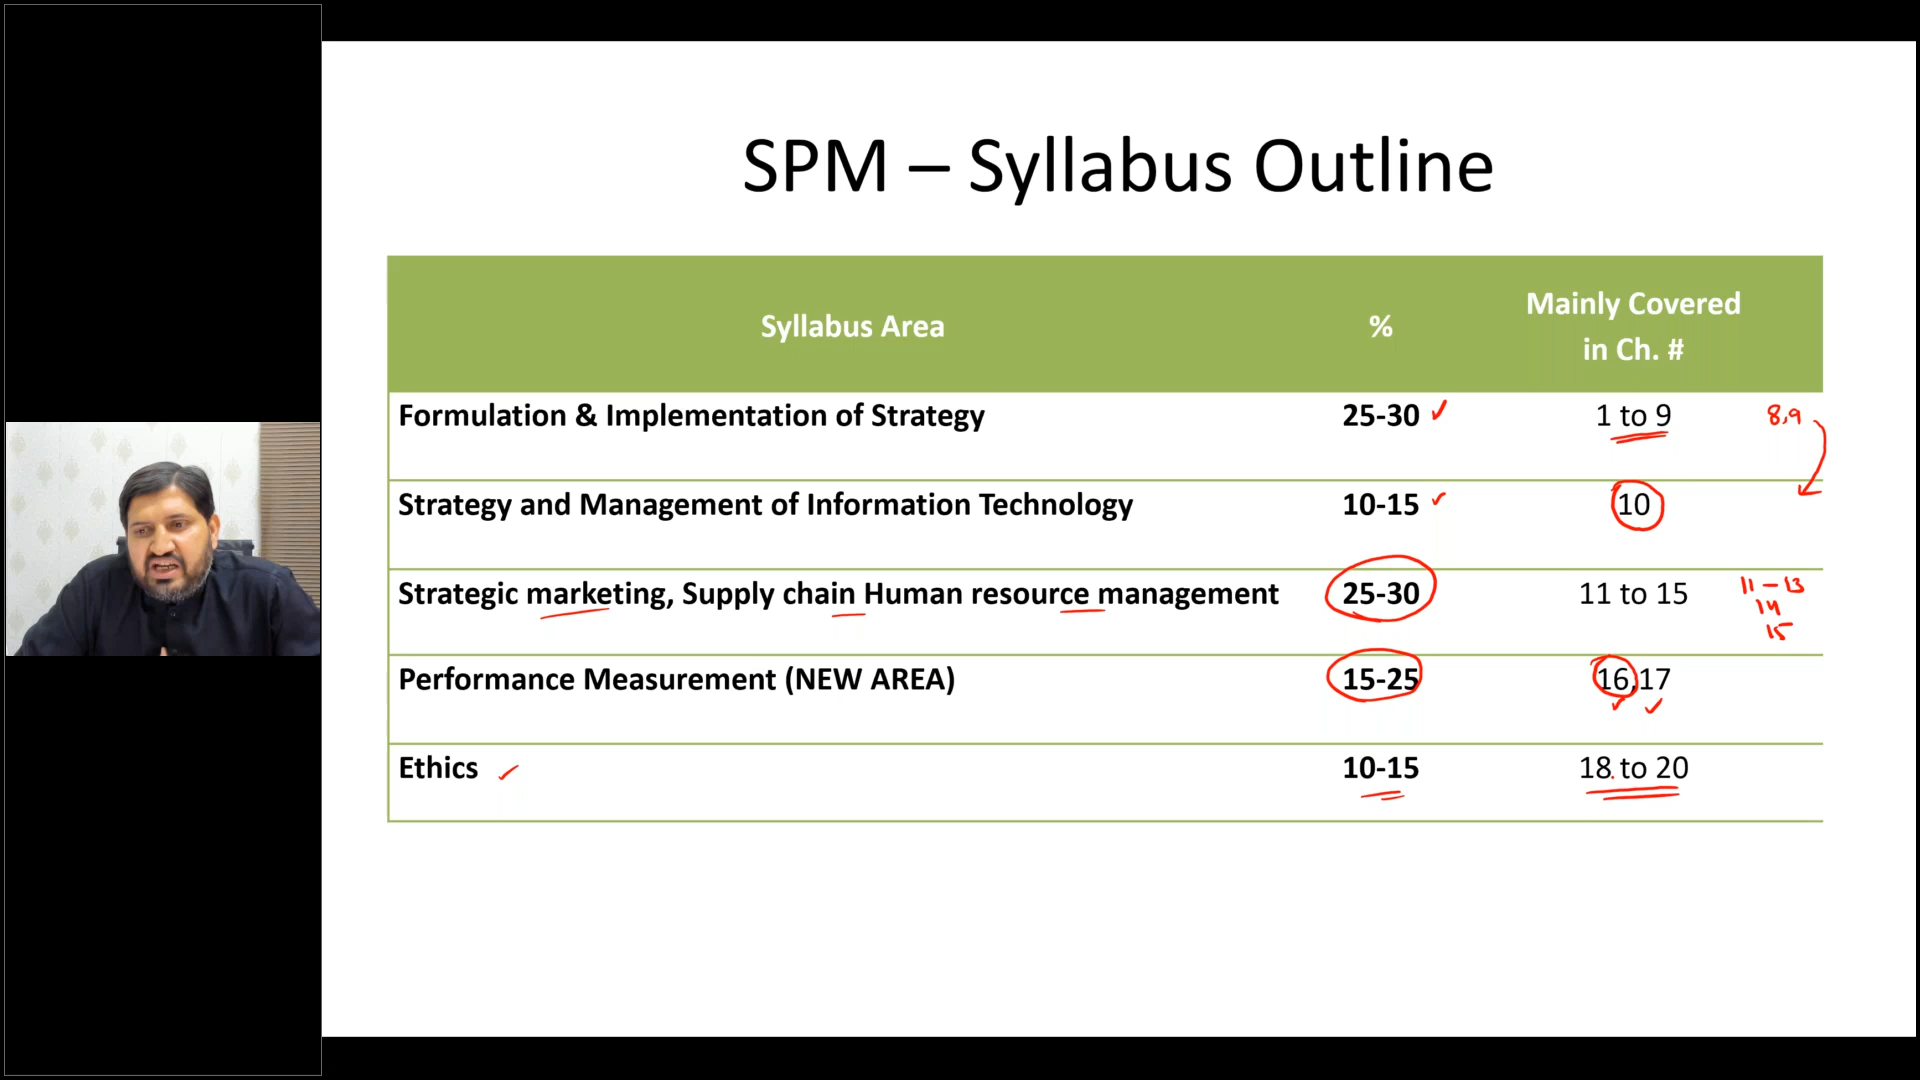 SPM – Syllabus Outline
Syllabus Area % Mainly Covered in Ch. #
Formulation & Implementation of Strategy 25-30 1 to 9 8,9
Strategy and Management of Information Technology 10-15 10
Strategic marketing, Supply chain Human resource management 25-30 11 to 15 11 – 13
14
15
Performance Measurement (NEW AREA) 15-25 16,17
Ethics 10-15 18 to 20